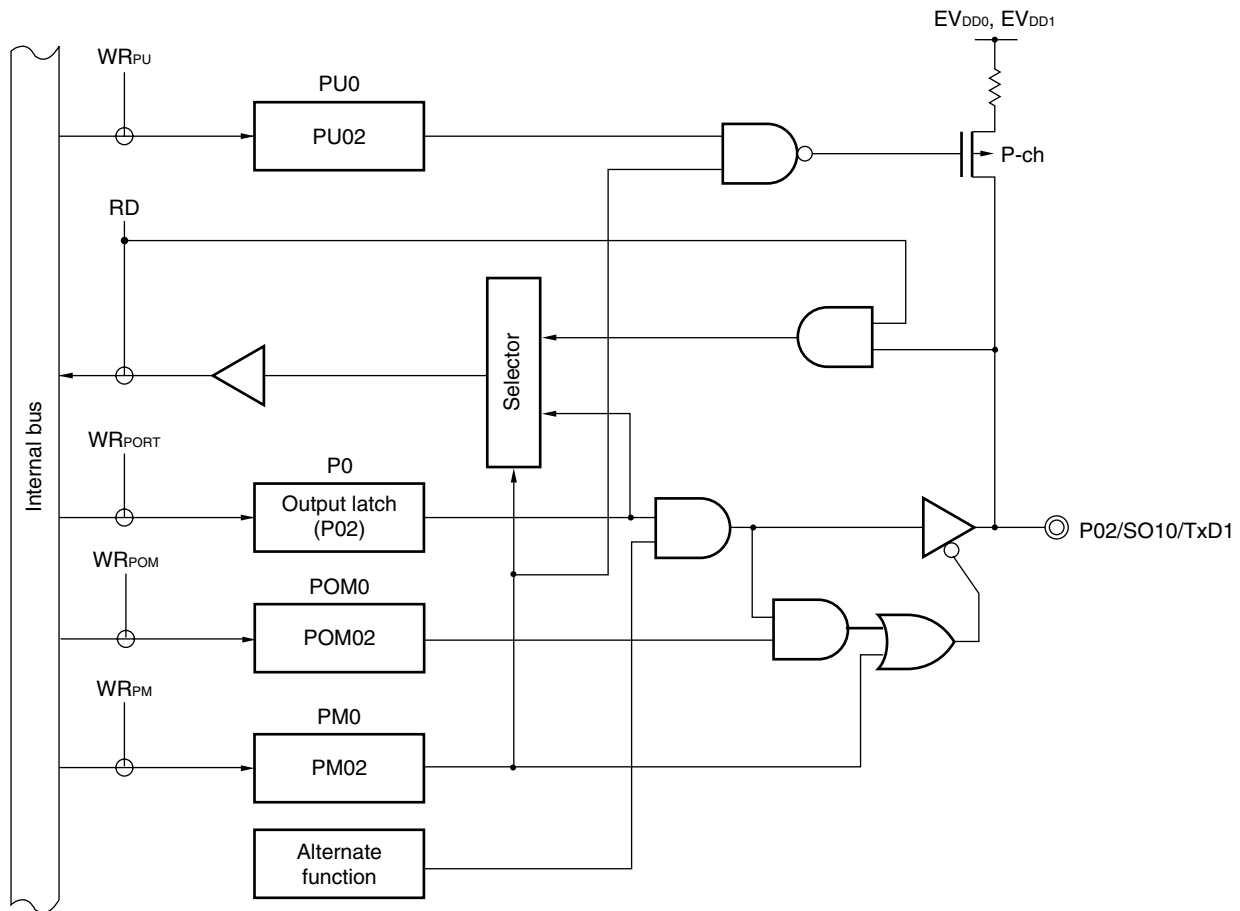 EVDD0, EVDD1
WRPU
PU0
PU02
P-ch
RD
Selector
Internal bus
WRPORT
P0
Output latch
(P02)
P02/SO10/TxD1
WRPOM
POM0
POM02
WRPM
PM0
PM02
Alternate
function